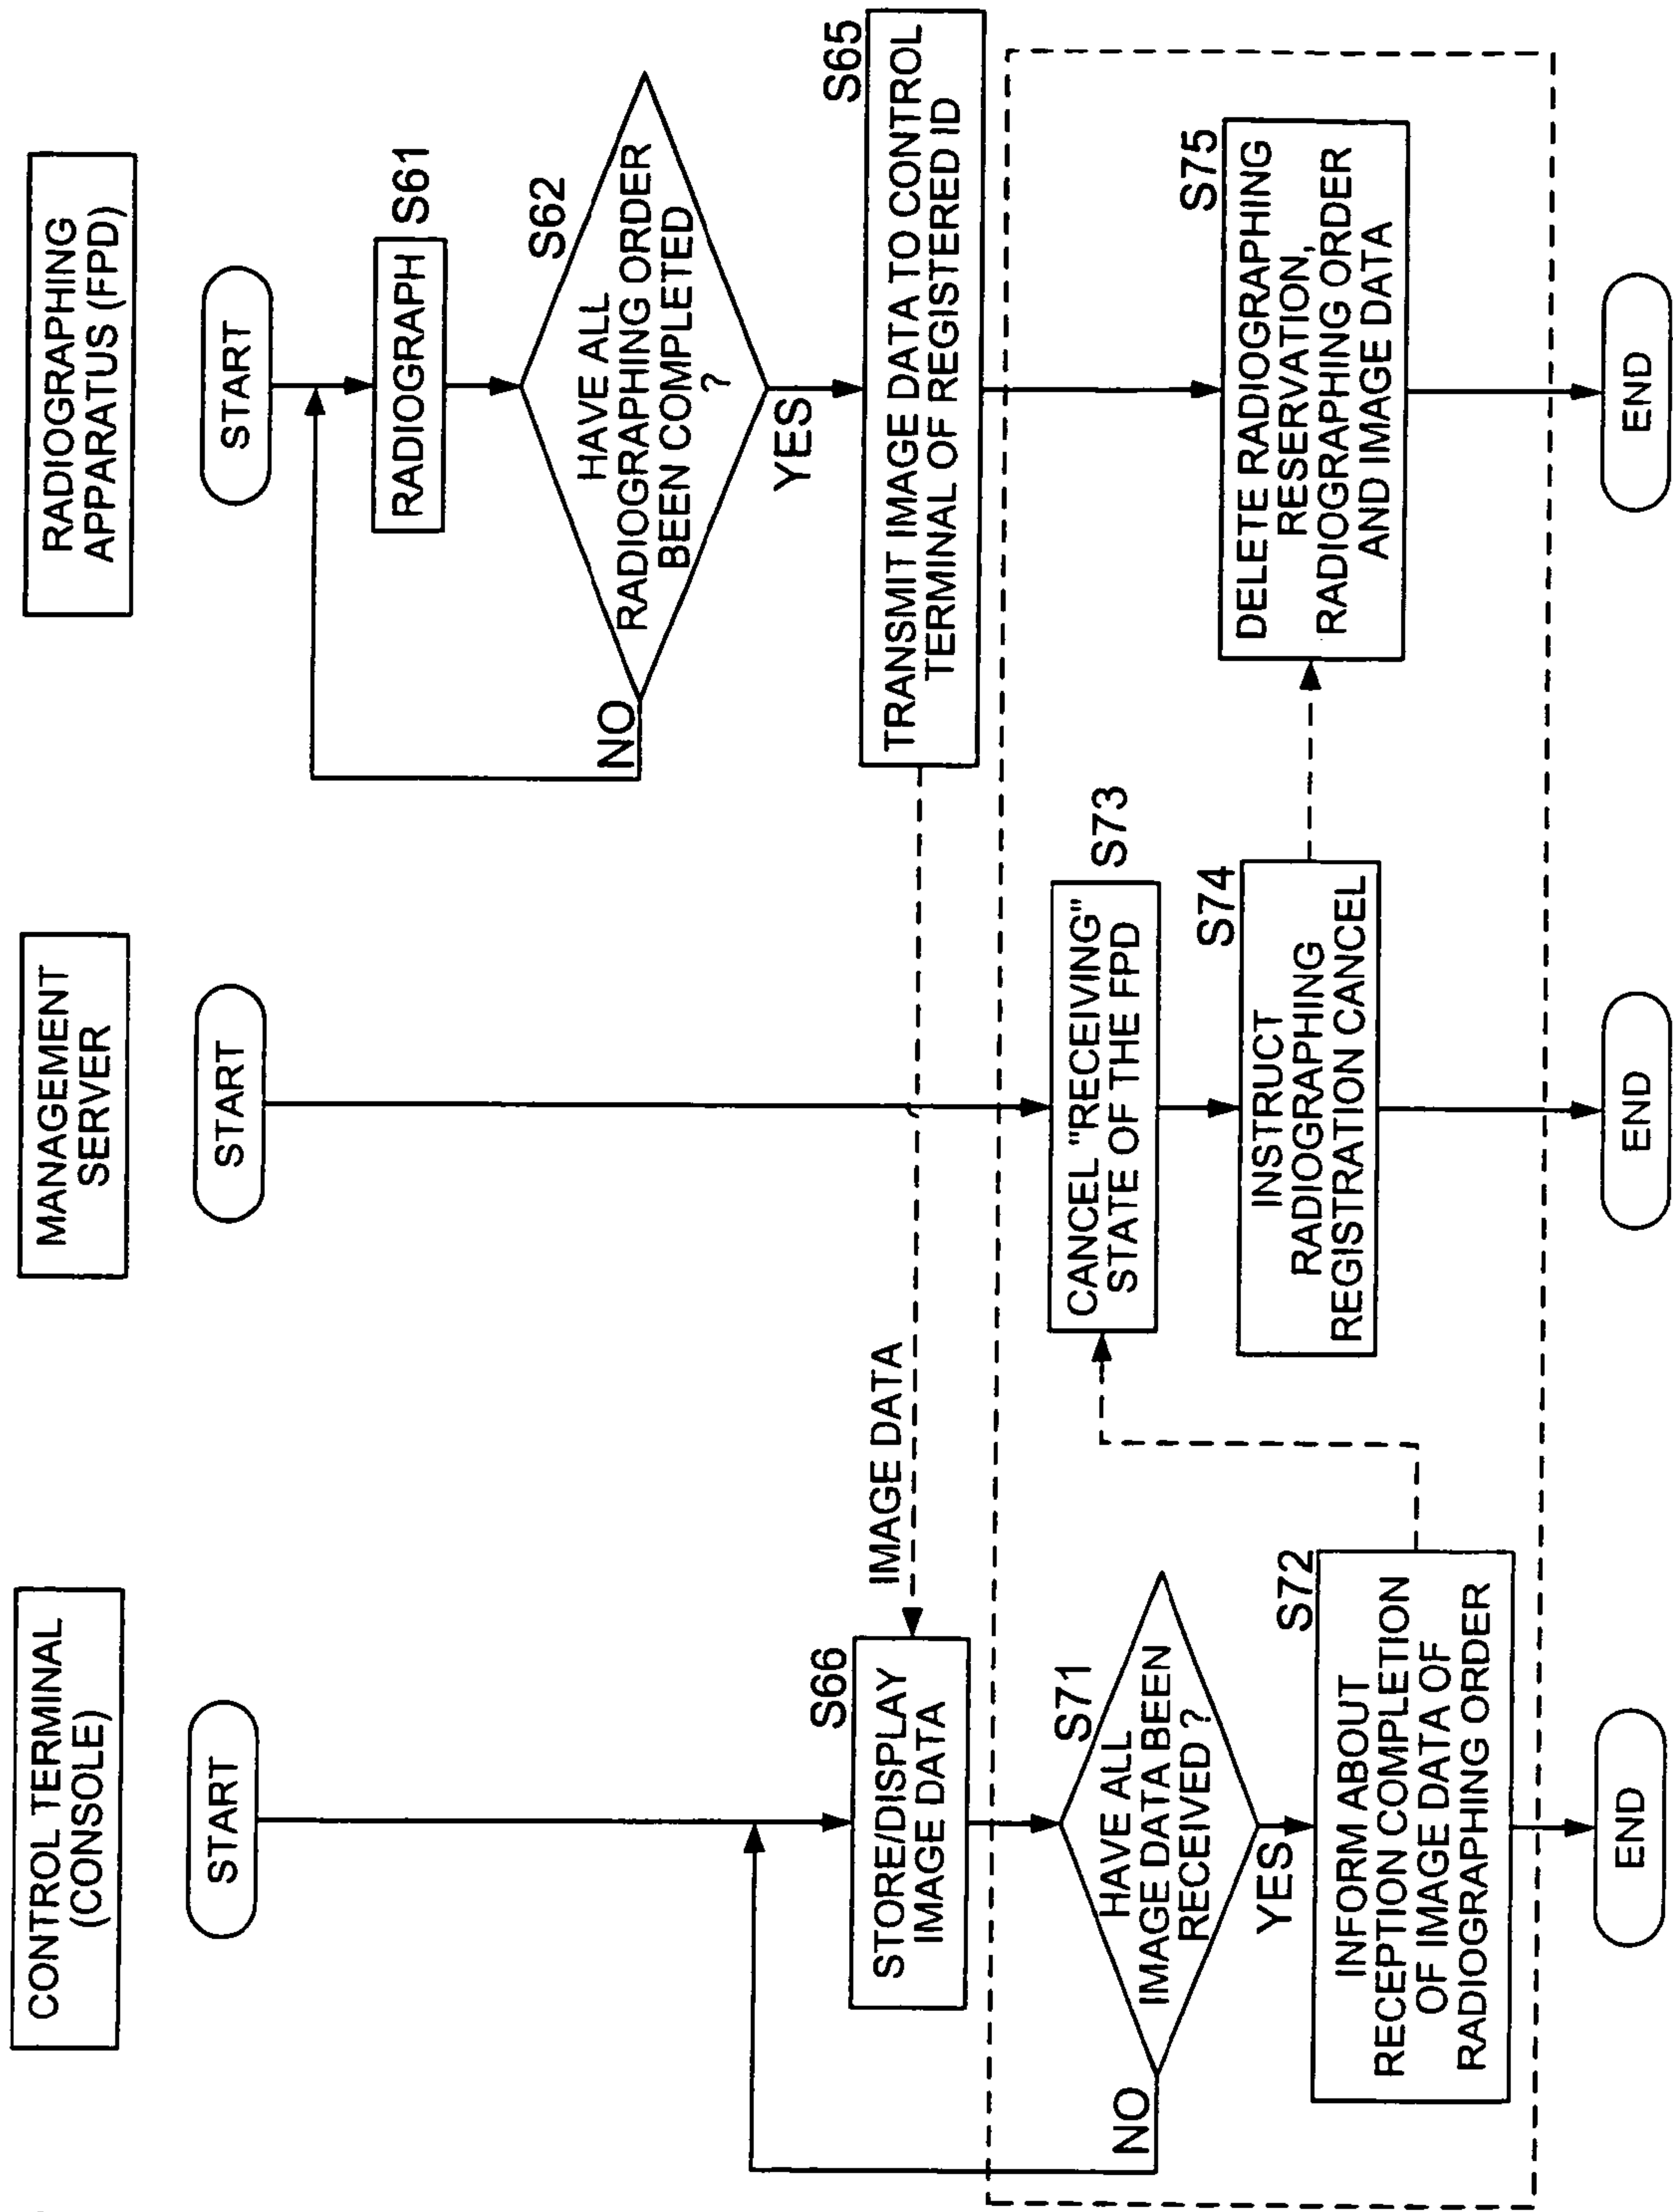 CONTROL TERMINAL
(CONSOLE)
START
S66
STORE/DISPLAY
IMAGE DATA
S71
HAVE ALL
IMAGE DATA BEEN
RECEIVED ?
NO
YES
S72
INFORM ABOUT
RECEPTION COMPLETION
OF IMAGE DATA OF
RADIOGRAPHING ORDER
END
IMAGE DATA
MANAGEMENT
SERVER
START
CANCEL "RECEIVING"
STATE OF THE FPD
S73
S74
INSTRUCT
RADIOGRAPHING
REGISTRATION CANCEL
END
RADIOGRAPHING
APPARATUS (FPD)
START
RADIOGRAPH
S61
S62
HAVE ALL
RADIOGRAPHING ORDER
BEEN COMPLETED
?
NO
YES
S65
TRANSMIT IMAGE DATA TO CONTROL
TERMINAL OF REGISTERED ID
S75
DELETE RADIOGRAPHING
RESERVATION,
RADIOGRAPHING ORDER
AND IMAGE DATA
END